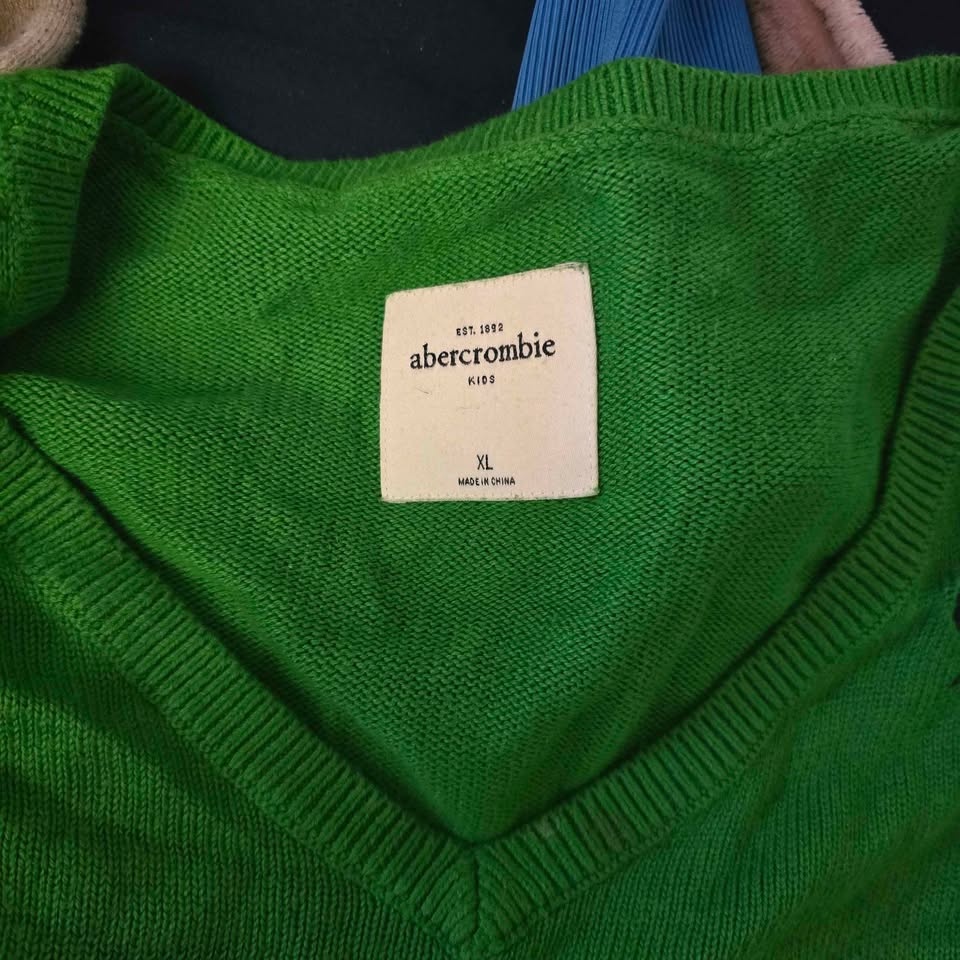 EST. 1892
abercrombie
KIDS
XL
MADE IN CHINA